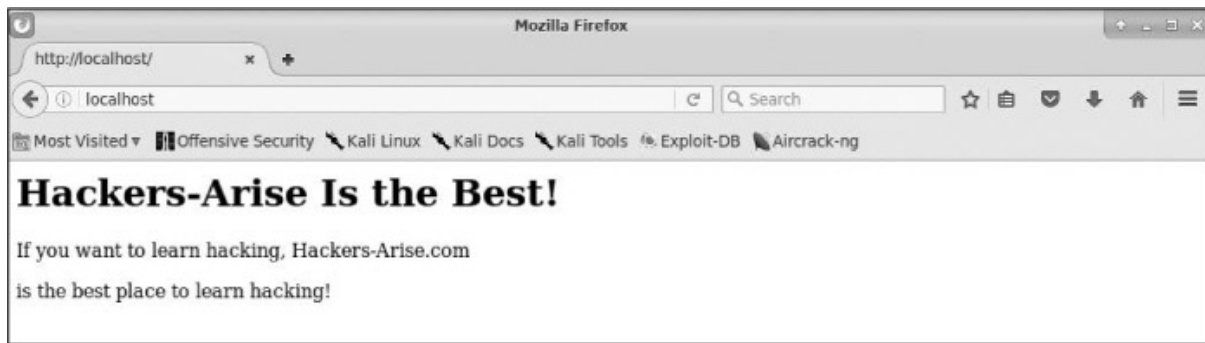 Mozilla Firefox
http://localhost/
localhost
Search
Most Visited Offensive Security Kali Linux Kali Docs Kali Tools Exploit-DB Aircrack-ng
Hackers-Arise Is the Best!
If you want to learn hacking, Hackers-Arise.com
is the best place to learn hacking!